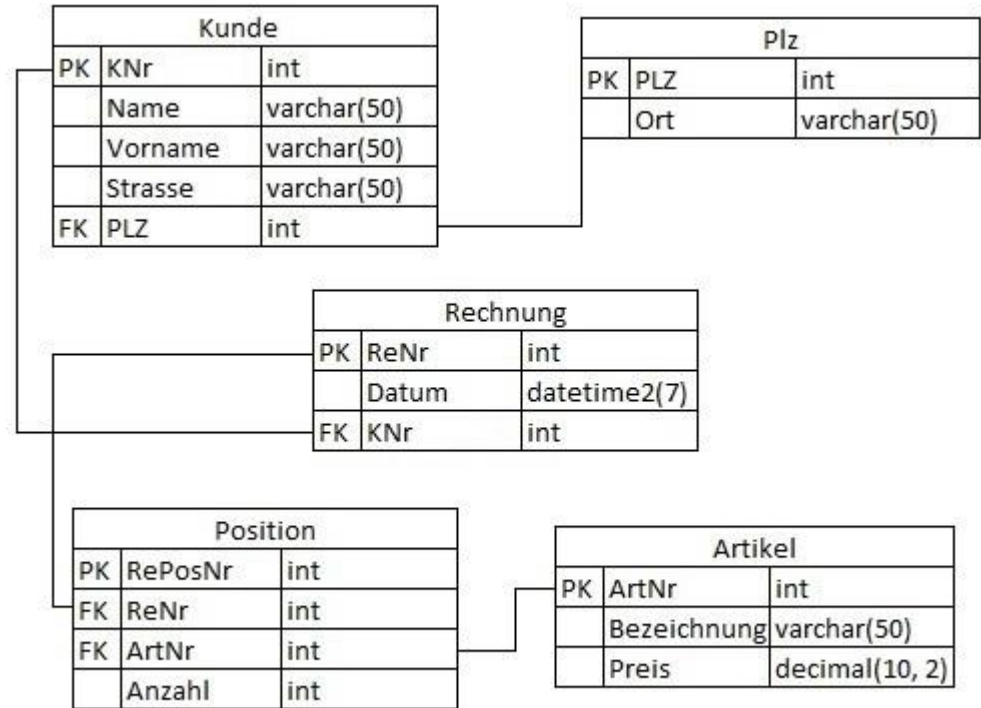 Kunde
PK KNr int
Name varchar(50)
Vorname varchar(50)
Strasse varchar(50)
FK PLZ int
Plz
PK PLZ int
Ort varchar(50)
Rechnung
PK ReNr int
Datum datetime2(7)
FK KNr int
Position
PK RePosNr int
FK ReNr int
FK ArtNr int
Anzahl int
Artikel
PK ArtNr int
Bezeichnung varchar(50)
Preis decimal(10, 2)